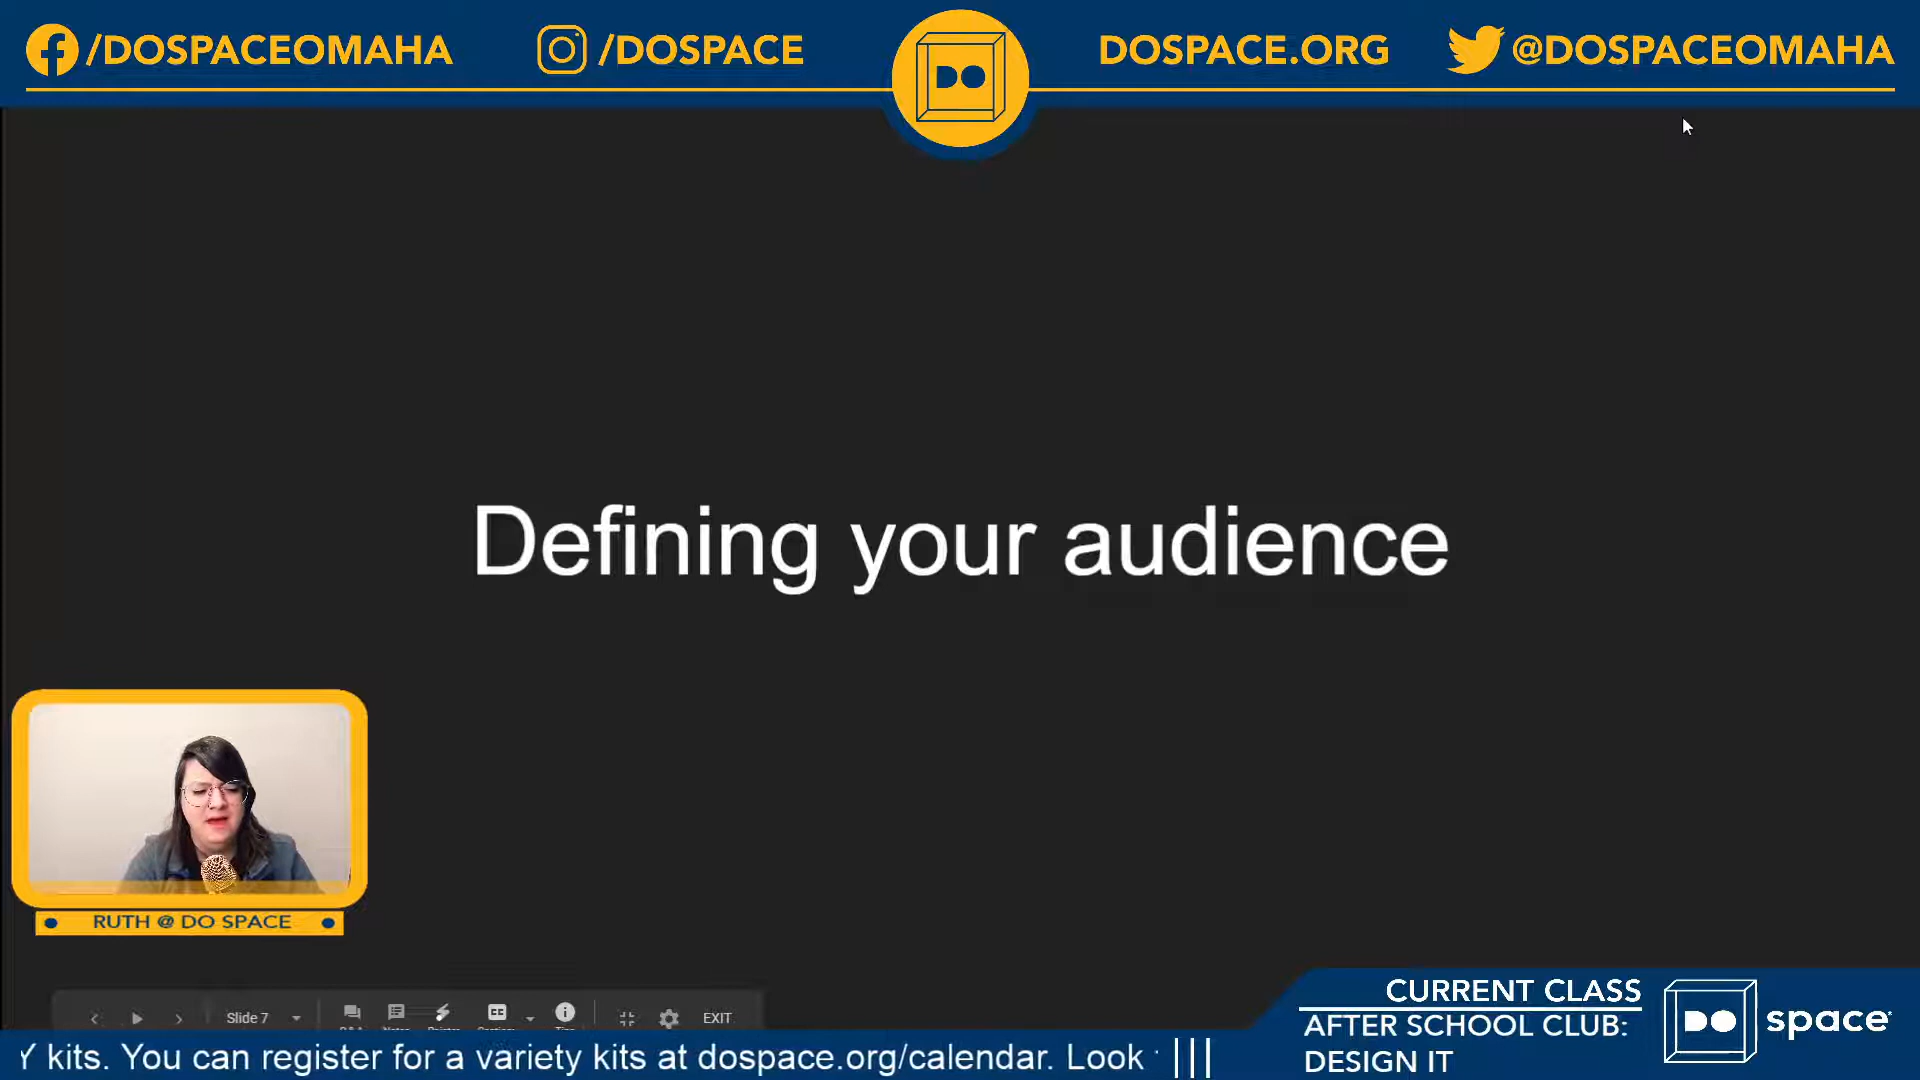 /DOSPACEOMAHA
/DOSPACE
DO
DOSPACE.ORG
@DOSPACEOMAHA
Defining your audience
RUTH @ DO SPACE
Slide 7
EXIT
CURRENT CLASS
AFTER SCHOOL CLUB:
DESIGN IT
DO space
Y kits. You can register for a variety kits at dospace.org/calendar. Look